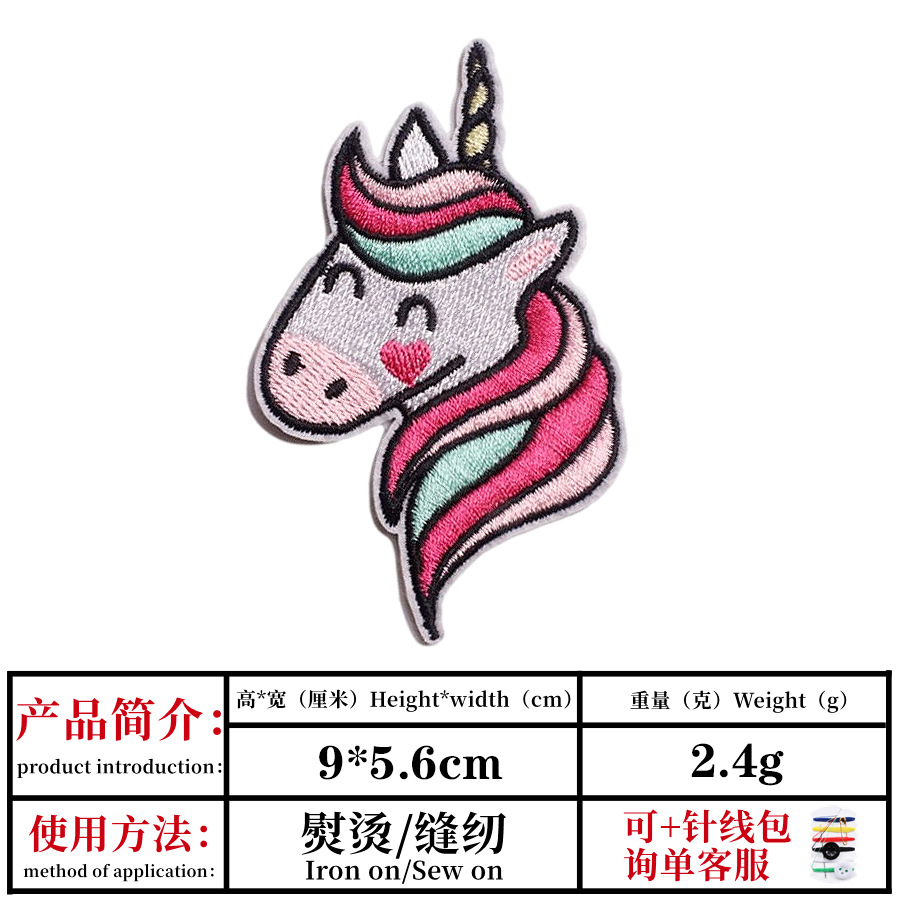 产品简介：
product introduction：
高*宽（厘米）Height*width（cm）
9*5.6cm
重量（克）Weight（g）
2.4g
使用方法：
method of application：
熨烫/缝纫
Iron on/Sew on
可+针线包
询单客服